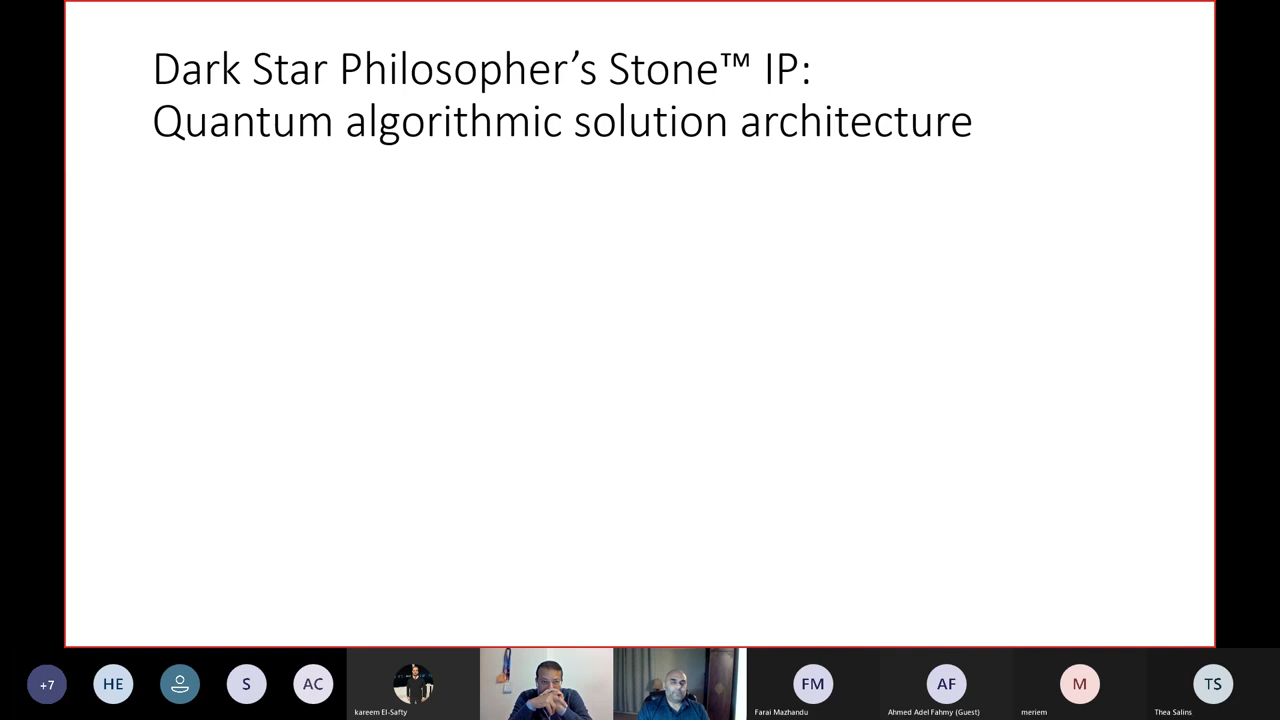 Dark Star Philosopher’s Stone™ IP:
Quantum algorithmic solution architecture
+7
HE
S
AC
kareem El-Safty
FM
Farai Mazhandu
AF
Ahmed Adel Fahmy (Guest)
M
meriem
TS
Thea Salins